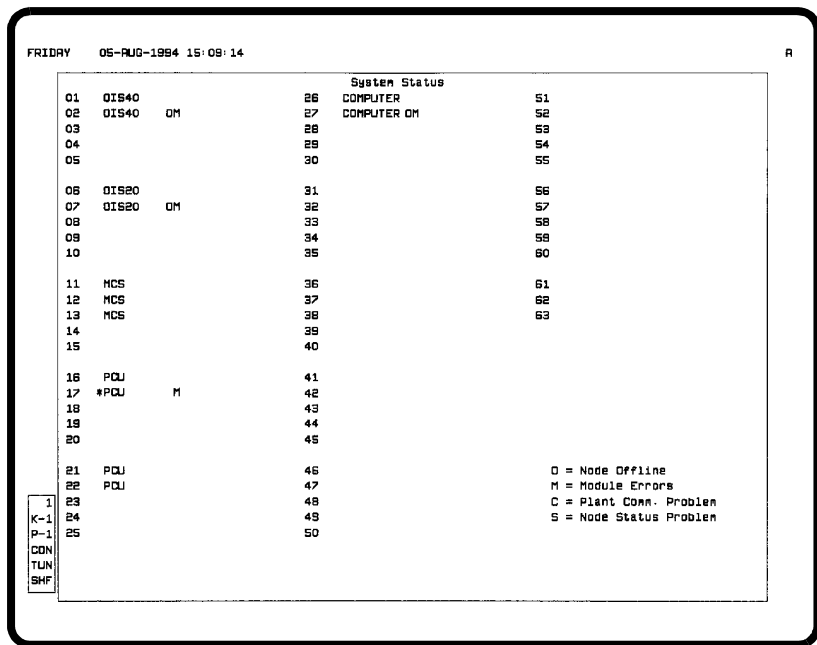 FRIDAY 05-AUG-1994 15:09:14 A
System Status
01 OIS40 26 COMPUTER 51
02 OIS40 OM 27 COMPUTER OM 52
03 28 53
04 29 54
05 30 55
06 OIS20 31 56
07 OIS20 OM 32 57
08 33 58
09 34 59
10 35 60
11 MCS 36 61
12 MCS 37 62
13 MCS 38 63
14 39
15 40
16 PCU 41
17 *PCU M 42
18 43
19 44
20 45
21 PCU 46 O = Node Offline
22 PCU 47 M = Module Errors
1 23 48 C = Plant Comm. Problem
K-1 24 49 S = Node Status Problem
P-1 25 50
CON
TUN
SHF